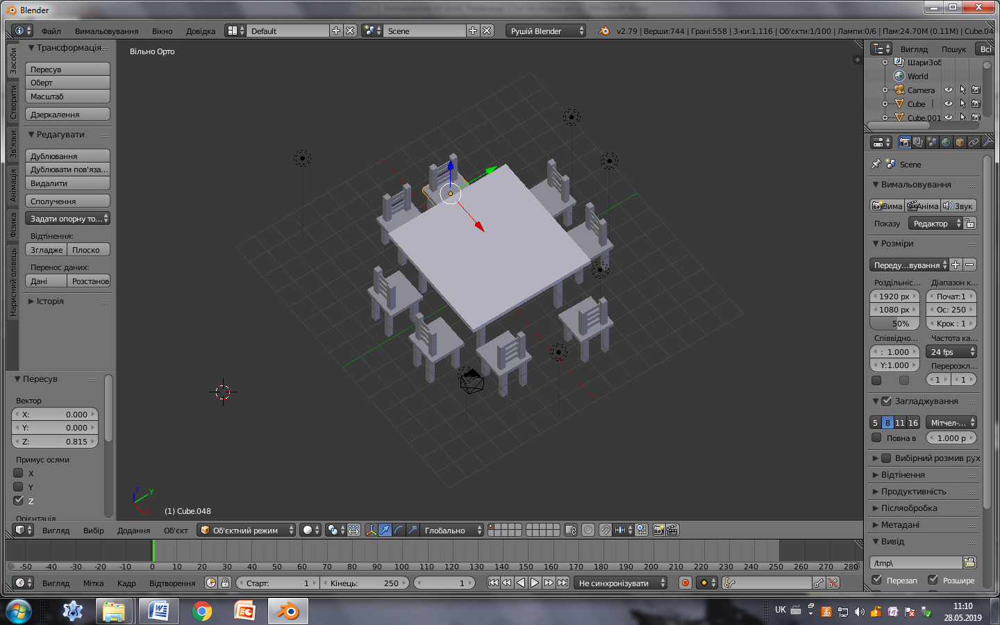 Blender
Файл Вимальовування Вікно Довідка Default Scene Рушій Blender v2.79 | Верши:744 | Грані:558 | З-ки:1,116 | Об'єкти:1/100 | Лампи:0/6 | Пам:24.70M (0.11M) | Cube.04
Засоби
Створити
Зв'язки
Анімація
Фізика
Нарисний олівець
Трансформація
Пересув
Оберт
Масштаб
Дзеркалення
Редагувати
Дублювання
Дублювати пов'яза...
Видалити
Сполучення
Задати опорну то...
Відтінення:
Згладже Плоско
Перенос даних:
Дані Розстанов
Історія
Пересув
Вектор
X: 0.000
Y: 0.000
Z: 0.815
Примус осями
X
Y
Z
Орієнтація
Вільно Орто
z
y
x
(1) Cube.048
Вигляд Пошук Всі
ШариЗоб
World
Camera
Cube
Cube.001
Scene
Вимальовування
Вима Аніма Звук
Показу Редактор
Розміри
Переду...вування
Роздільніс... Діапазон к...
1920 px Почат:1
1080 px Ос: 250
50% Крок : 1
Співвідно... Частота ка...
: 1.000 24 fps
Y:1.000 Перерозкл...
1 1
Загладжування
5 8 11 16 Мітчел-...
Повна в 1.000 p
Вибірний розмив рух
Відтінення
Продуктивність
Післяобробка
Метадані
Вивід
/tmp\
Перезап Розшире
Вигляд Вибір Додання Об'єкт Об'єктний режим Глобально
-50 -40 -30 -20 -10 0 10 20 30 40 50 60 70 80 90 100 110 120 130 140 150 160 170 180 190 200 210 220 230 240 250 260 270 280
Вигляд Мітка Кадр Відтворення Старт: 1 Кінець: 250 1 Не синхронізувати
UK
11:10
28.05.2019